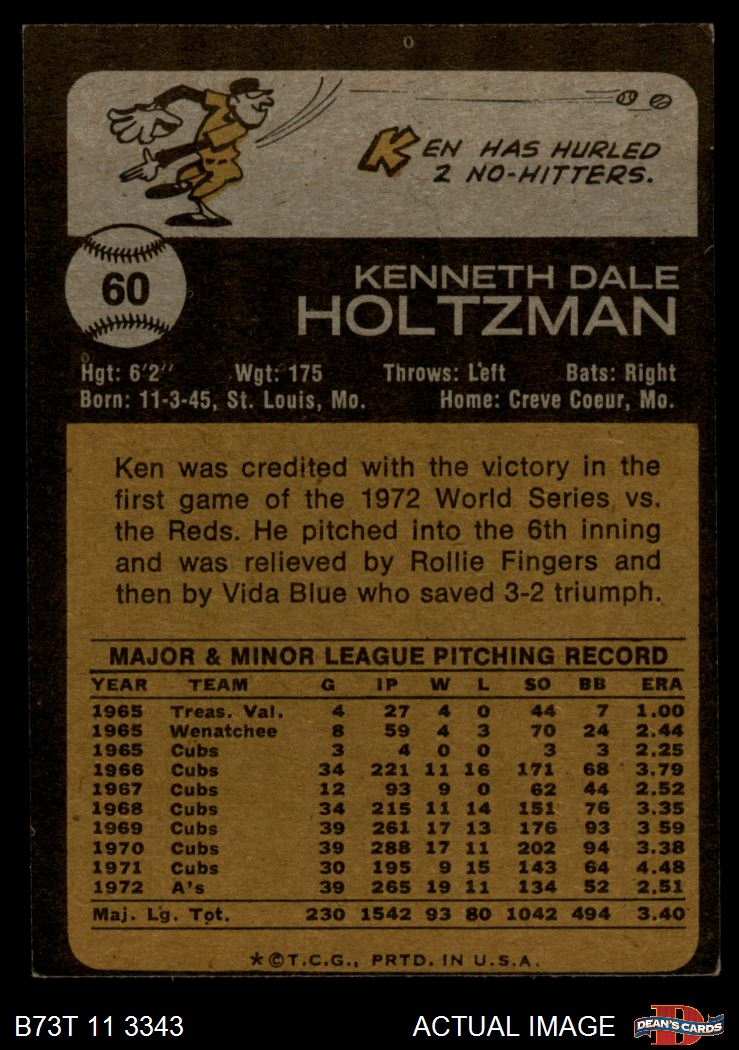 KEN HAS HURLED
2 NO-HITTERS.
60
KENNETH DALE
HOLTZMAN
Hgt: 6'2" Wgt: 175 Throws: Left Bats: Right
Born: 11-3-45, St. Louis, Mo. Home: Creve Coeur, Mo.
Ken was credited with the victory in the
first game of the 1972 World Series vs.
the Reds. He pitched into the 6th inning
and was relieved by Rollie Fingers and
then by Vida Blue who saved 3-2 triumph.
MAJOR & MINOR LEAGUE PITCHING RECORD
YEAR TEAM G IP W L SO BB ERA
1965 Treas. Val. 4 27 4 0 44 7 1.00
1965 Wenatchee 8 59 4 3 70 24 2.44
1965 Cubs 3 4 0 0 3 3 2.25
1966 Cubs 34 221 11 16 171 68 3.79
1967 Cubs 12 93 9 0 62 44 2.52
1968 Cubs 34 215 11 14 151 76 3.35
1969 Cubs 39 261 17 13 176 93 3 59
1970 Cubs 39 288 17 11 202 94 3.38
1971 Cubs 30 195 9 15 143 64 4.48
1972 A's 39 265 19 11 134 52 2.51
Maj. Lg. Tot. 230 1542 93 80 1042 494 3.40
*©T.C.G., PRTD. IN U.S.A.
B73T 11 3343 ACTUAL IMAGE D DEAN'S CARDS